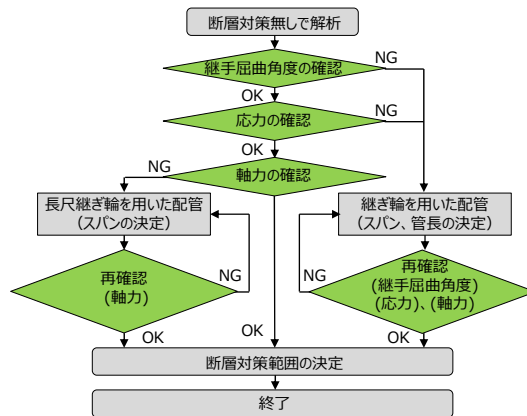 断層対策無しで解析
継手屈曲角度の確認
NG
OK
応力の確認
NG
OK
軸力の確認
NG
長尺継ぎ輪を用いた配管
(スパンの決定)
継ぎ輪を用いた配管
(スパン、管長の決定)
再確認
(軸力)
NG
再確認
(継手屈曲角度)
(応力)、(軸力)
NG
OK
OK
OK
断層対策範囲の決定
終了